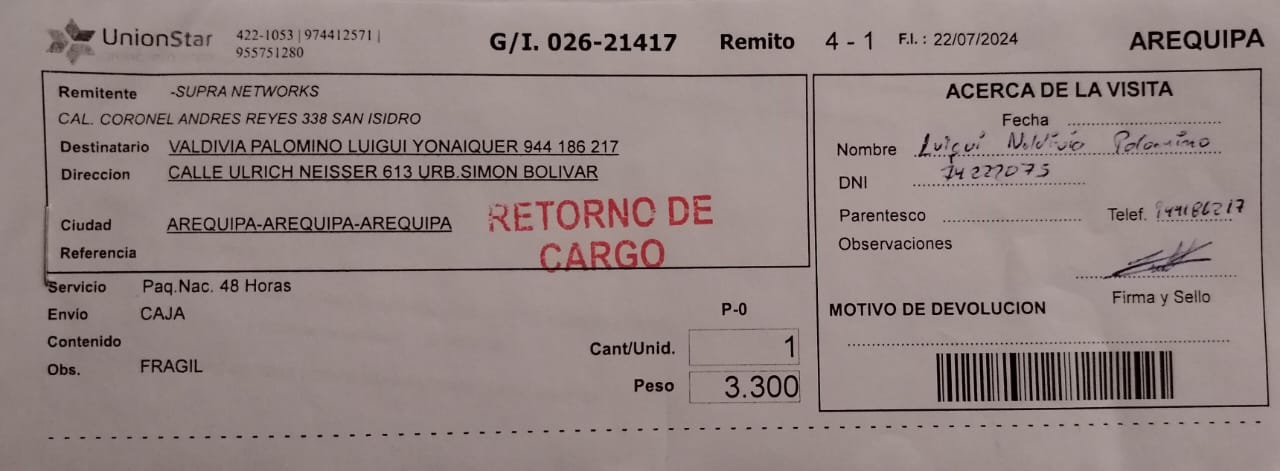 UnionStar
422-1053 | 974412571 |
955751280
G/I. 026-21417 Remito 4 - 1 F.I. : 22/07/2024 AREQUIPA
Remitente -SUPRA NETWORKS
CAL. CORONEL ANDRES REYES 338 SAN ISIDRO
Destinatario VALDIVIA PALOMINO LUIGUI YONAIQUER 944 186 217
Direccion CALLE ULRICH NEISSER 613 URB.SIMON BOLIVAR
Ciudad AREQUIPA-AREQUIPA-AREQUIPA
Referencia
RETORNO DE
CARGO
Servicio Paq.Nac. 48 Horas
Envio CAJA
Contenido
Obs. FRAGIL
P-0
Cant/Unid. 1
Peso 3.300
ACERCA DE LA VISITA
Fecha
Nombre Luigui Valdivia Palomino
DNI 74227075
Parentesco Telef. 944186217
Observaciones
Firma y Sello
MOTIVO DE DEVOLUCION